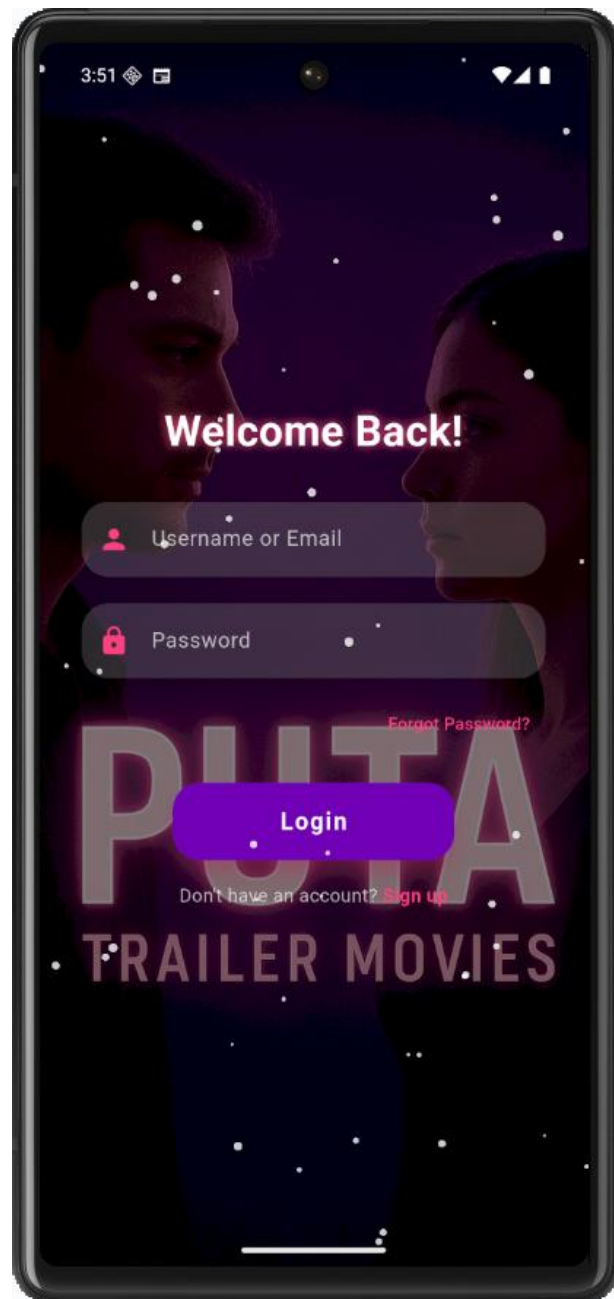 3:51
Welcome Back!
Username or Email
Password
Forgot Password?
PUTA
Login
Don't have an account? Sign up
TRAILER MOVIES